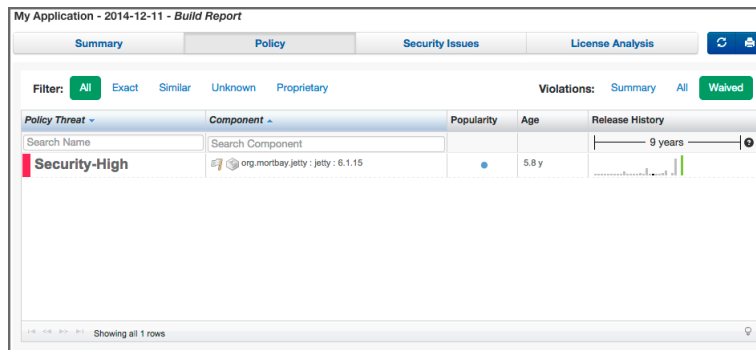 My Application - 2014-12-11 - Build Report
Summary Policy Security Issues License Analysis
Filter: All Exact Similar Unknown Proprietary Violations: Summary All Waived
Policy Threat Component Popularity Age Release History
Search Name Search Component 9 years
Security-High org.mortbay.jetty : jetty : 6.1.15 5.8 y
Showing all 1 rows